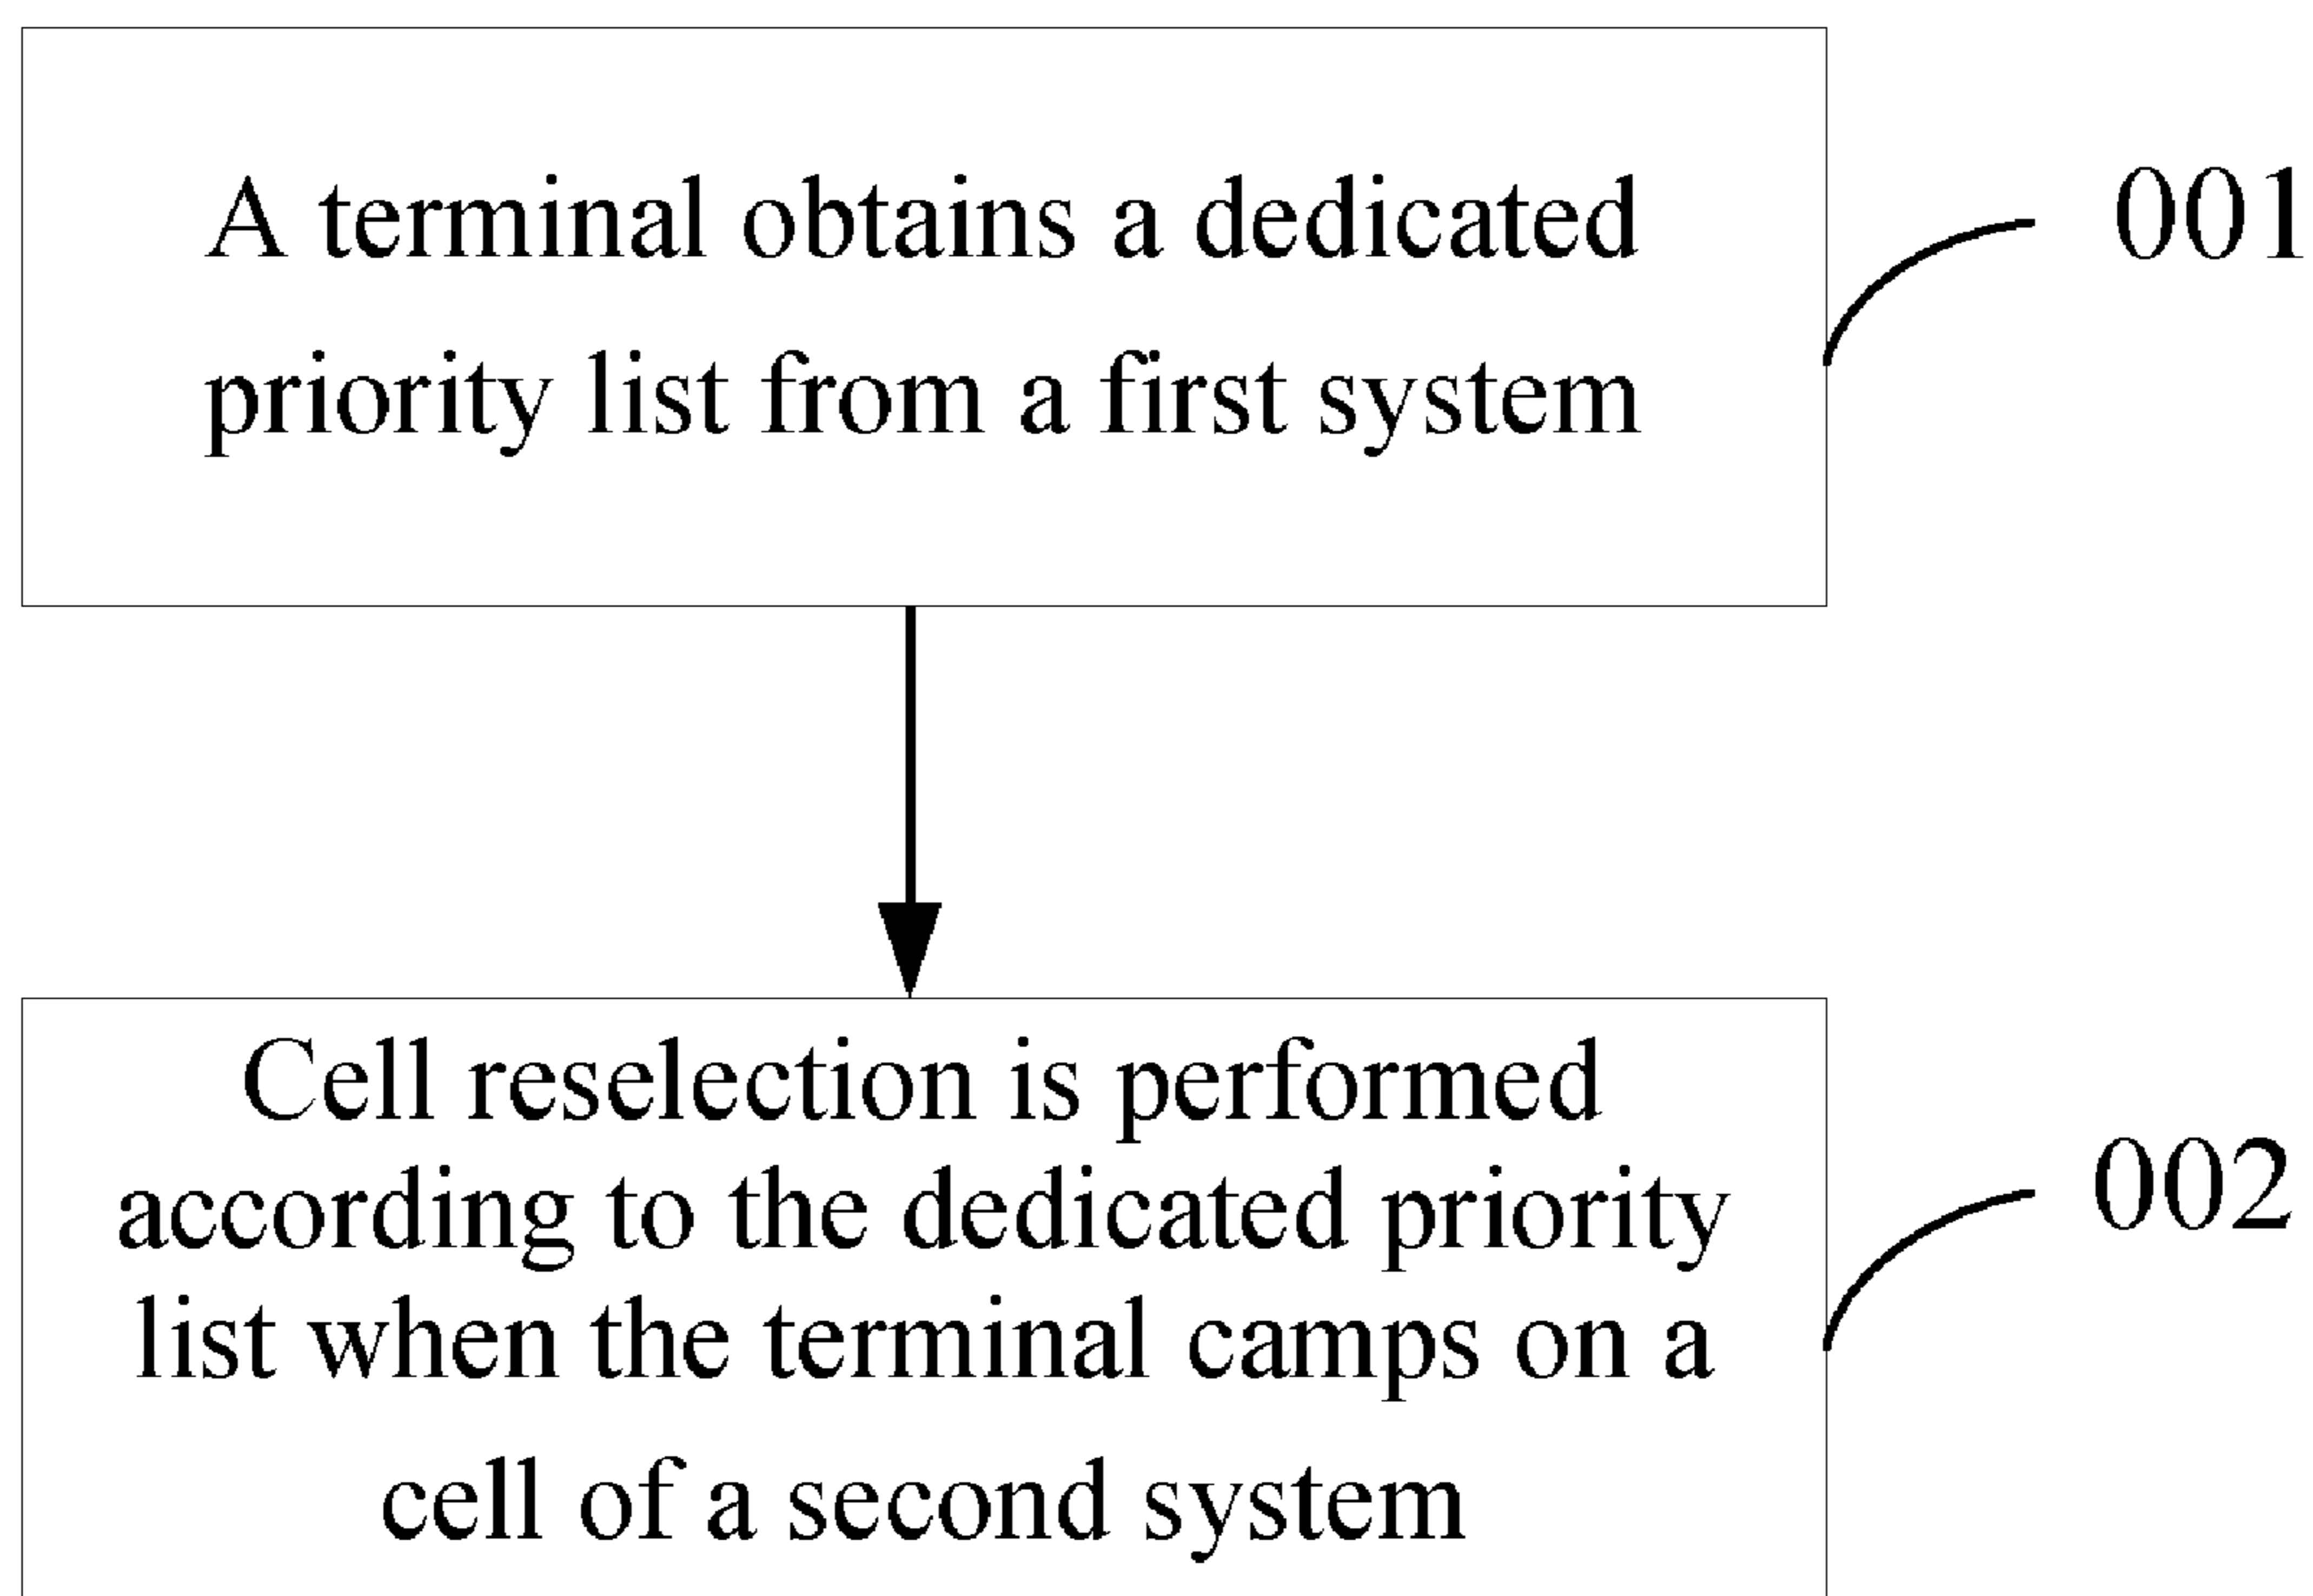 A terminal obtains a dedicated
priority list from a first system
001
Cell reselection is performed
according to the dedicated priority
list when the terminal camps on a
cell of a second system
002